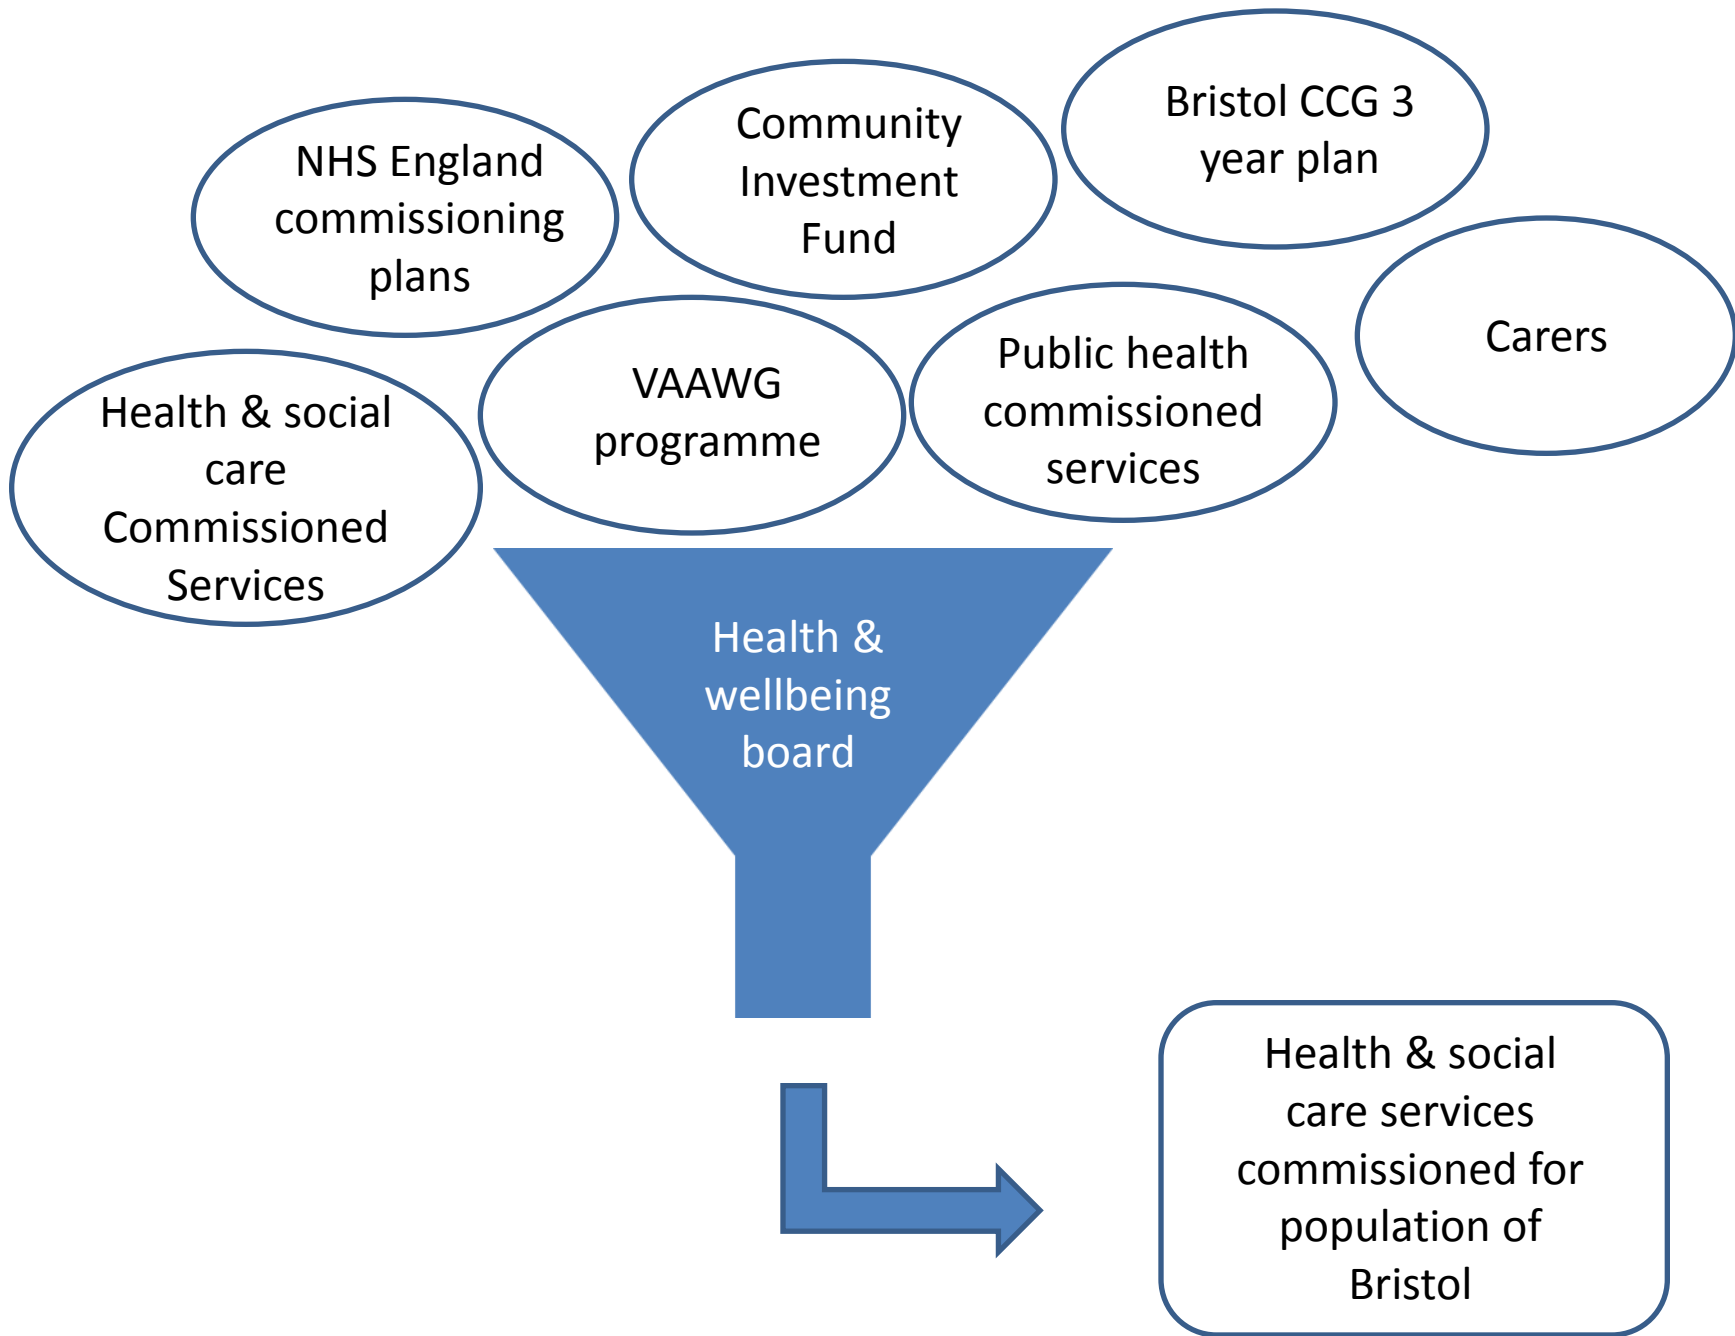 NHS England
commissioning
plans
Community
Investment
Fund
Bristol CCG 3
year plan
Health & social
care
Commissioned
Services
VAAWG
programme
Public health
commissioned
services
Carers
Health &
wellbeing
board
Health & social
care services
commissioned for
population of
Bristol